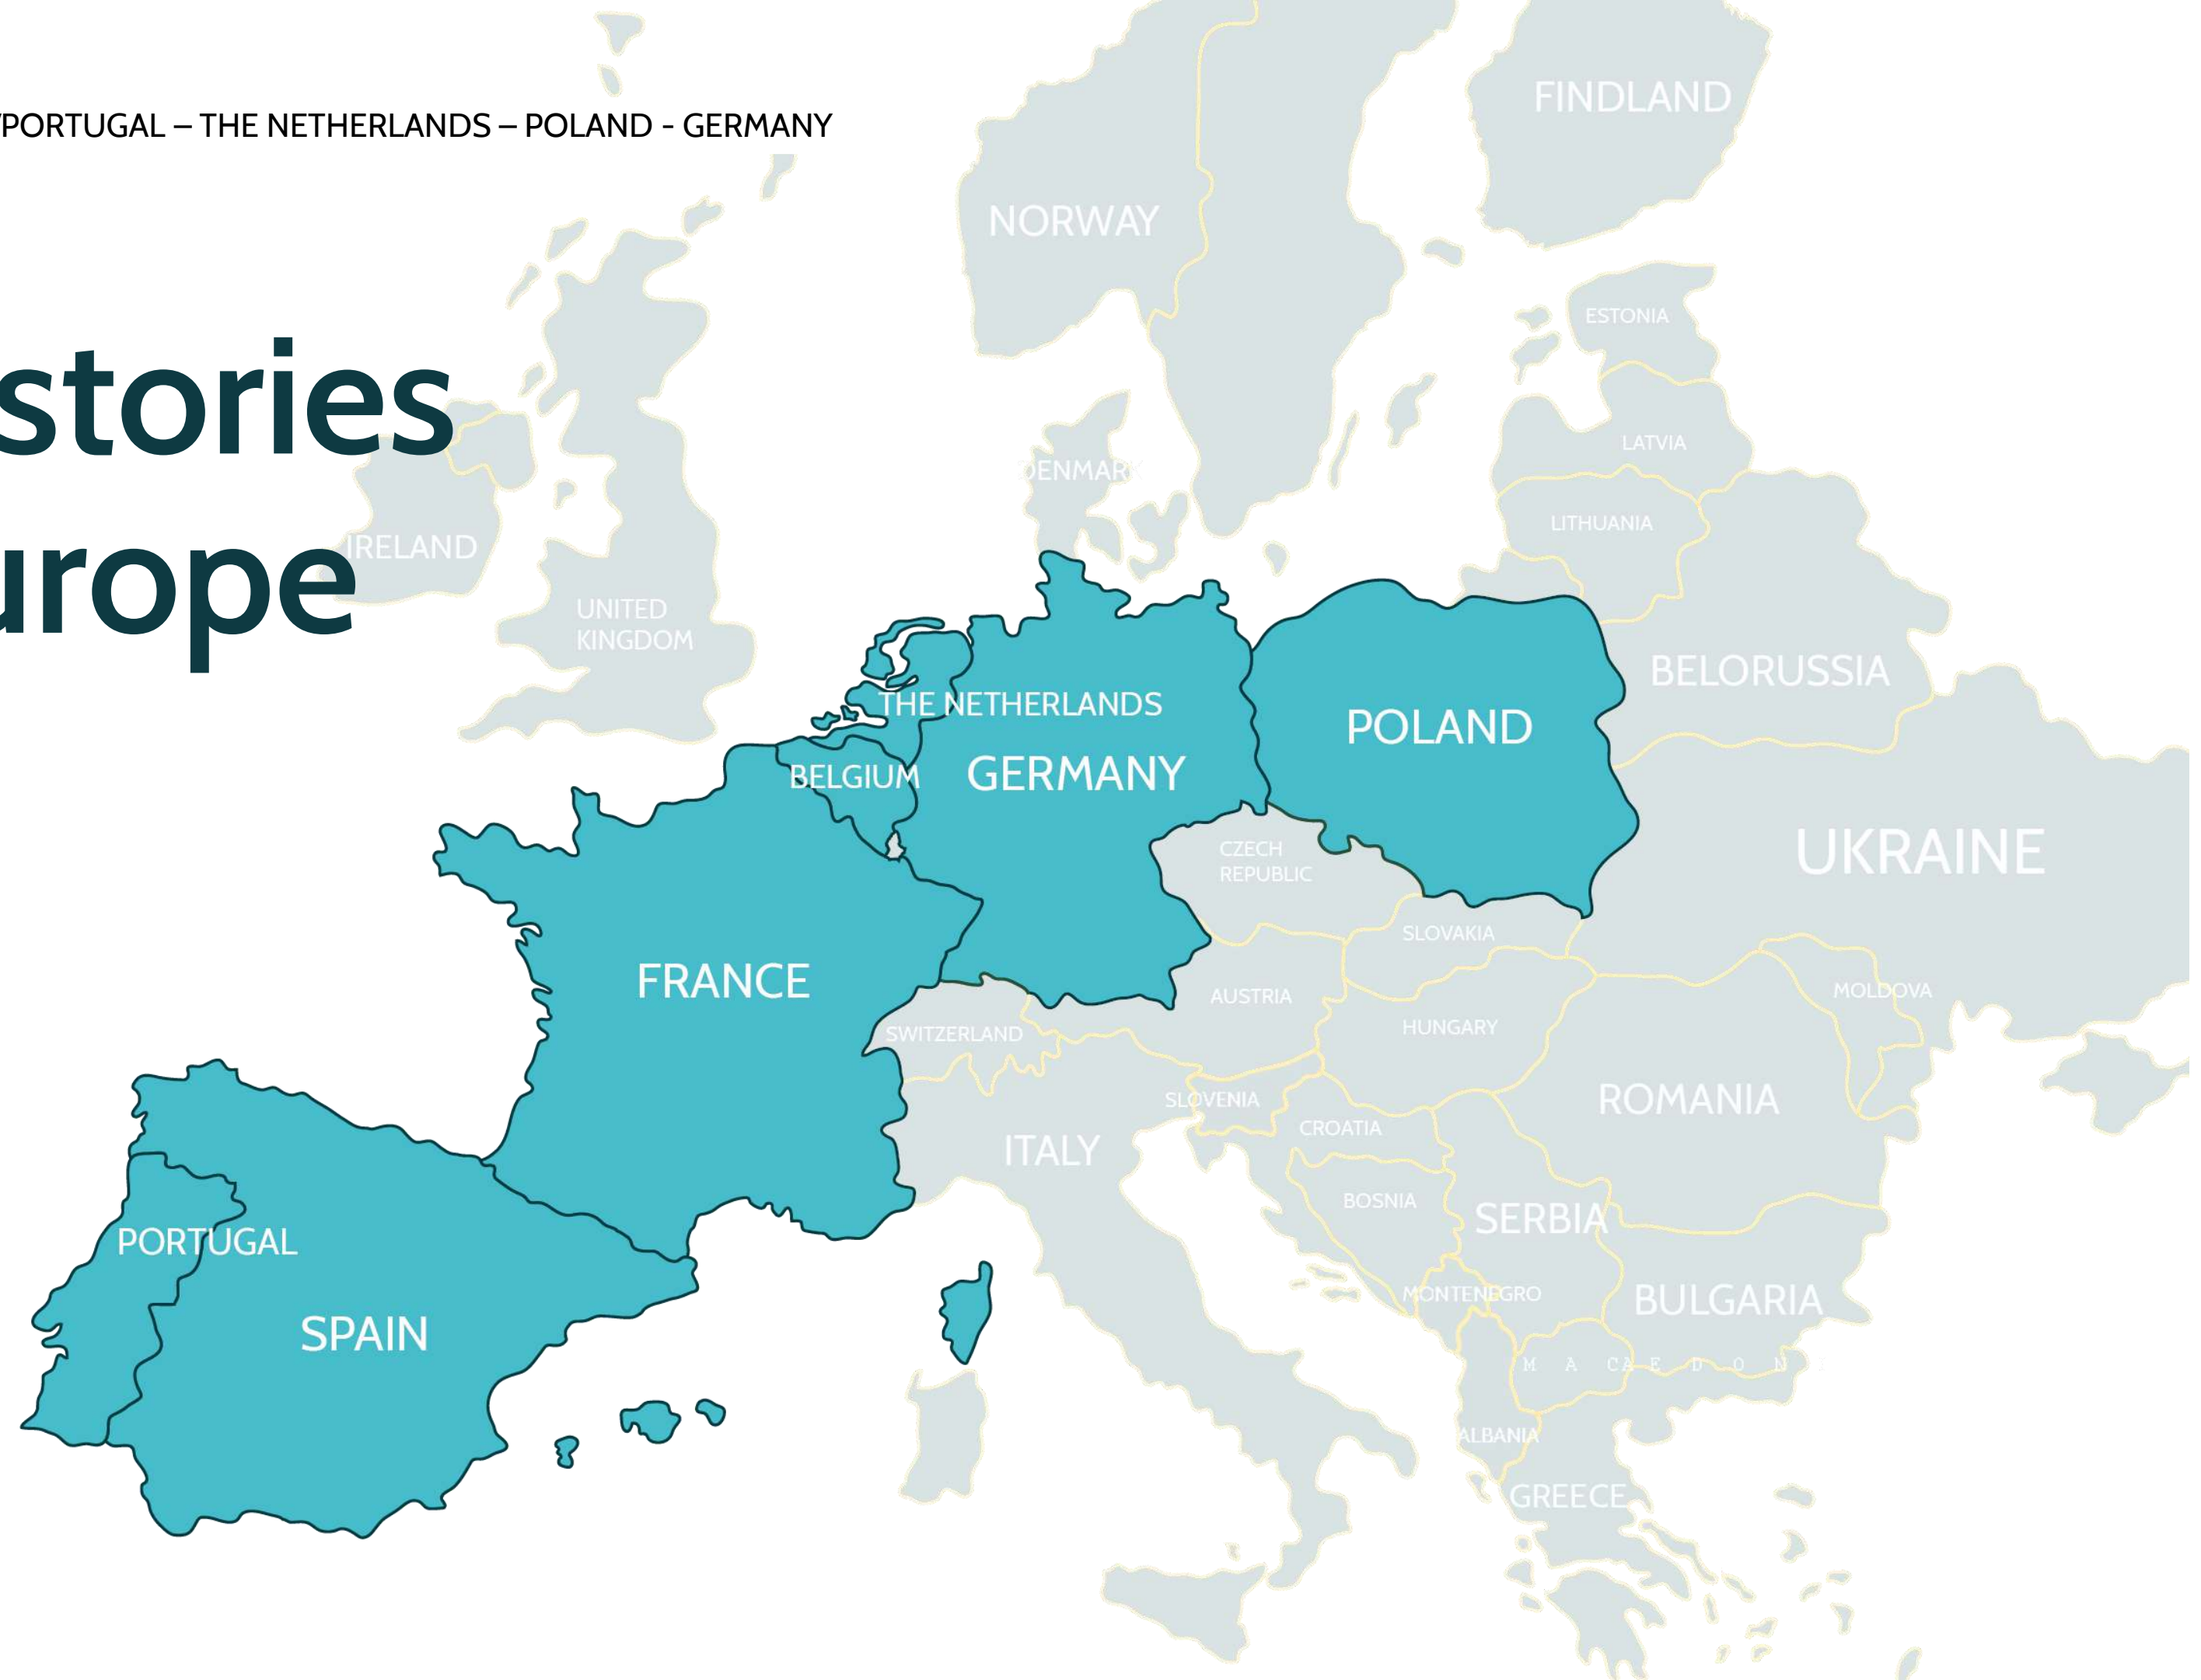 /PORTUGAL – THE NETHERLANDS – POLAND - GERMANY
stories
urope
FINDLAND
NORWAY
ESTONIA
LATVIA
DENMARK
LITHUANIA
IRELAND
UNITED
KINGDOM
BELORUSSIA
THE NETHERLANDS
POLAND
BELGIUM
GERMANY
UKRAINE
CZECH
REPUBLIC
SLOVAKIA
FRANCE
MOLDOVA
AUSTRIA
HUNGARY
SWITZERLAND
SLOVENIA
ROMANIA
CROATIA
ITALY
BOSNIA
SERBIA
PORTUGAL
MONTENEGRO
BULGARIA
SPAIN
M A C A E D O N
ALBANIA
GREECE